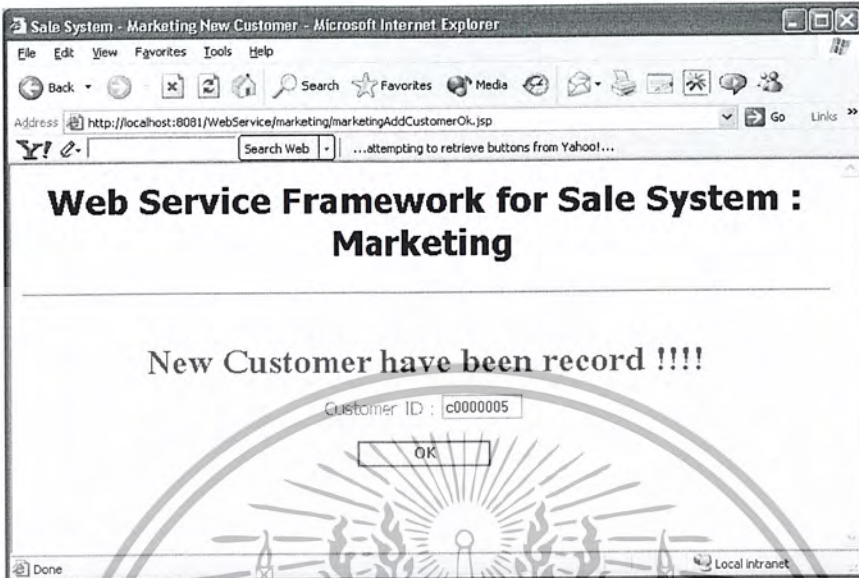 Sale System - Marketing New Customer - Microsoft Internet Explorer
File Edit View Favorites Tools Help
Back Search Favorites Media
Address http://localhost:8081/WebService/marketing/marketingAddCustomerOk.jsp Go Links »
Y! Search Web ...attempting to retrieve buttons from Yahoo!...
Web Service Framework for Sale System :
Marketing
New Customer have been record !!!!
Customer ID : c0000005
OK
Done Local intranet